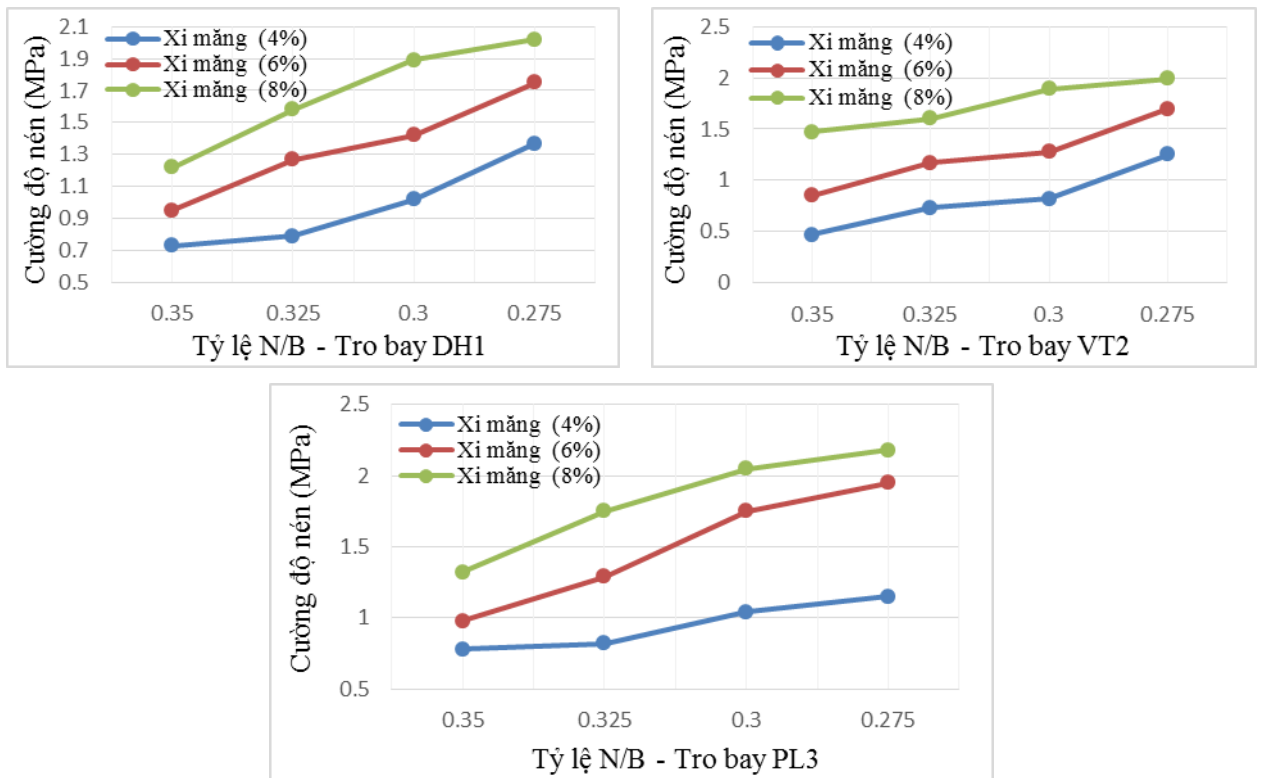 Cường độ nén (MPa)
2.1
1.9
1.7
1.5
1.3
1.1
0.9
0.7
0.5
Xi măng (4%)
Xi măng (6%)
Xi măng (8%)
0.35 0.325 0.3 0.275
Tỷ lệ N/B - Tro bay DH1
Cường độ nén (MPa)
2.5
2
1.5
1
0.5
0
Xi măng (4%)
Xi măng (6%)
Xi măng (8%)
0.35 0.325 0.3 0.275
Tỷ lệ N/B - Tro bay VT2
Cường độ nén (MPa)
2.5
2
1.5
1
0.5
Xi măng (4%)
Xi măng (6%)
Xi măng (8%)
0.35 0.325 0.3 0.275
Tỷ lệ N/B - Tro bay PL3